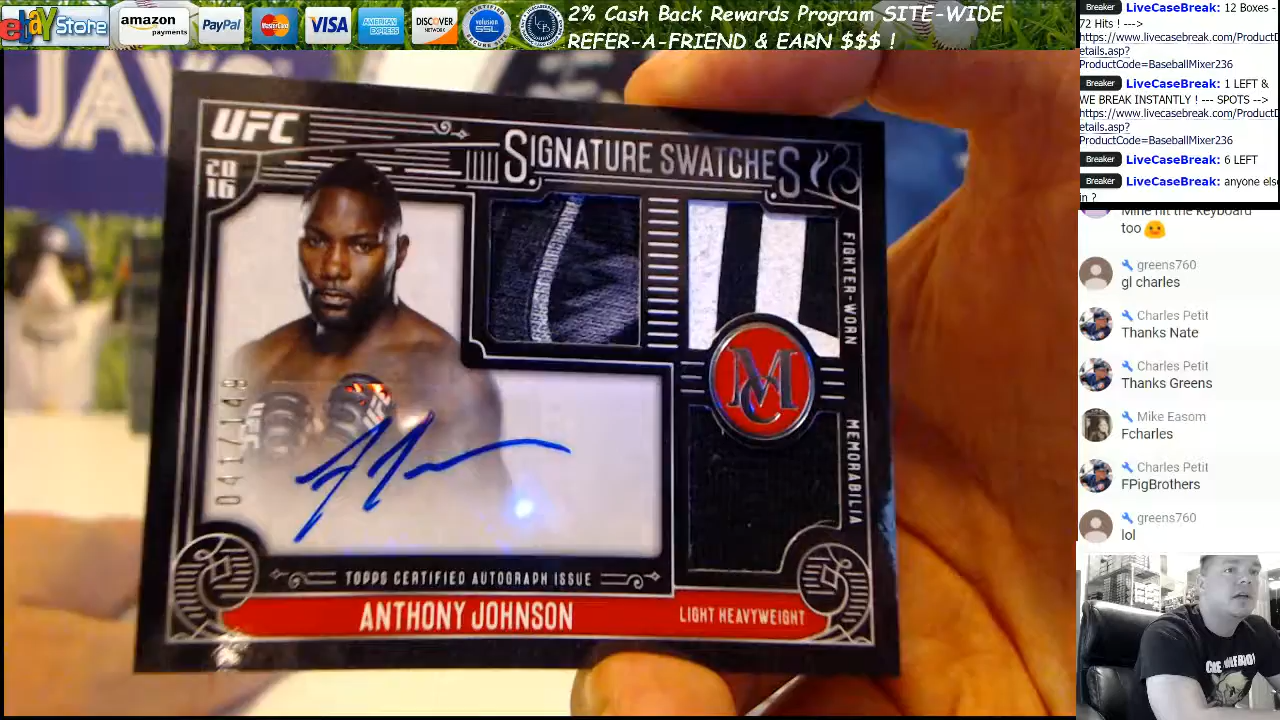 ebay Store
amazon
payments
PayPal
MasterCard
VISA
AMERICAN EXPRESS
DISCOVER
NETWORK
volusion
SSL
2% Cash Back Rewards Program SITE-WIDE
REFER-A-FRIEND & EARN $$$ !
JAYS
UFC
SIGNATURE SWATCHES
2016
FIGHTER-WORN
MC
MEMORABILIA
TOPPS CERTIFIED AUTOGRAPH ISSUE
ANTHONY JOHNSON
LIGHT HEAVYWEIGHT
Breaker LiveCaseBreak: 12 Boxes -
72 Hits ! --->
https://www.livecasebreak.com/ProductD
etails.asp?
ProductCode=BaseballMixer236
Breaker LiveCaseBreak: 1 LEFT &
WE BREAK INSTANTLY ! --- SPOTS -->
https://www.livecasebreak.com/ProductD
etails.asp?
ProductCode=BaseballMixer236
Breaker LiveCaseBreak: 6 LEFT
Breaker LiveCaseBreak: anyone els
in ?
Mine hit the keyboard
too
greens760
gl charles
Charles Petit
Thanks Nate
Charles Petit
Thanks Greens
Mike Easom
Fcharles
Charles Petit
FPigBrothers
greens760
lol